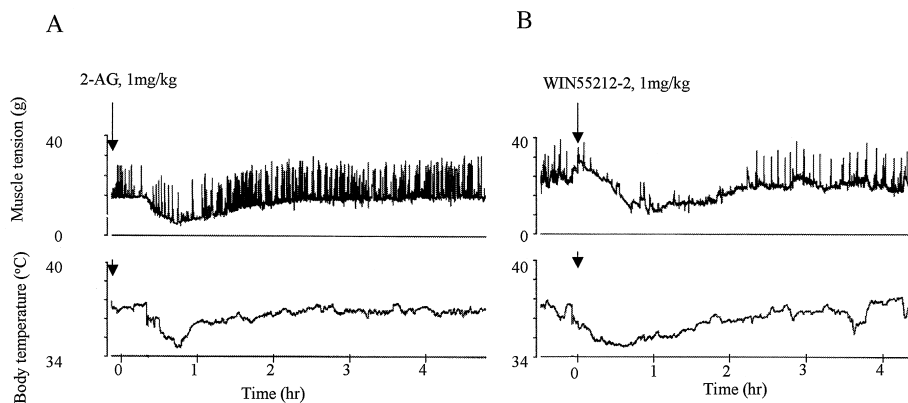 A
B
2-AG, 1mg/kg
WIN55212-2, 1mg/kg
Muscle tension (g)
40
0
40
0
Body temperature (°C)
40
34
40
34
0 1 2 3 4
0 1 2 3 4
Time (hr)
Time (hr)